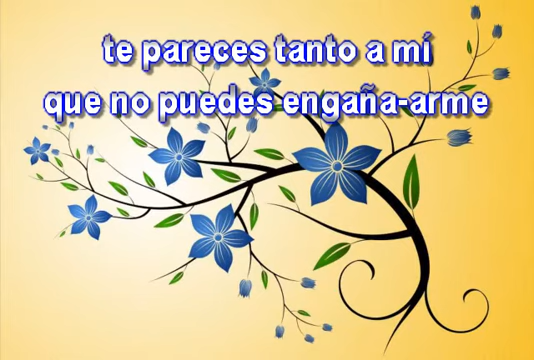 te pareces tanto a mí
que no puedes engaña-arme